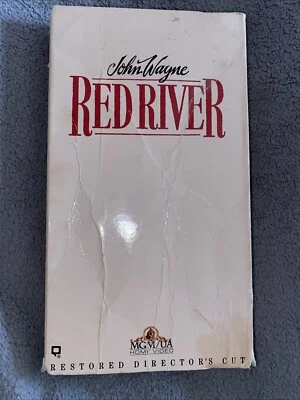 John Wayne
RED RIVER
MGM/UA
HOME VIDEO
RESTORED DIRECTOR'S CUT